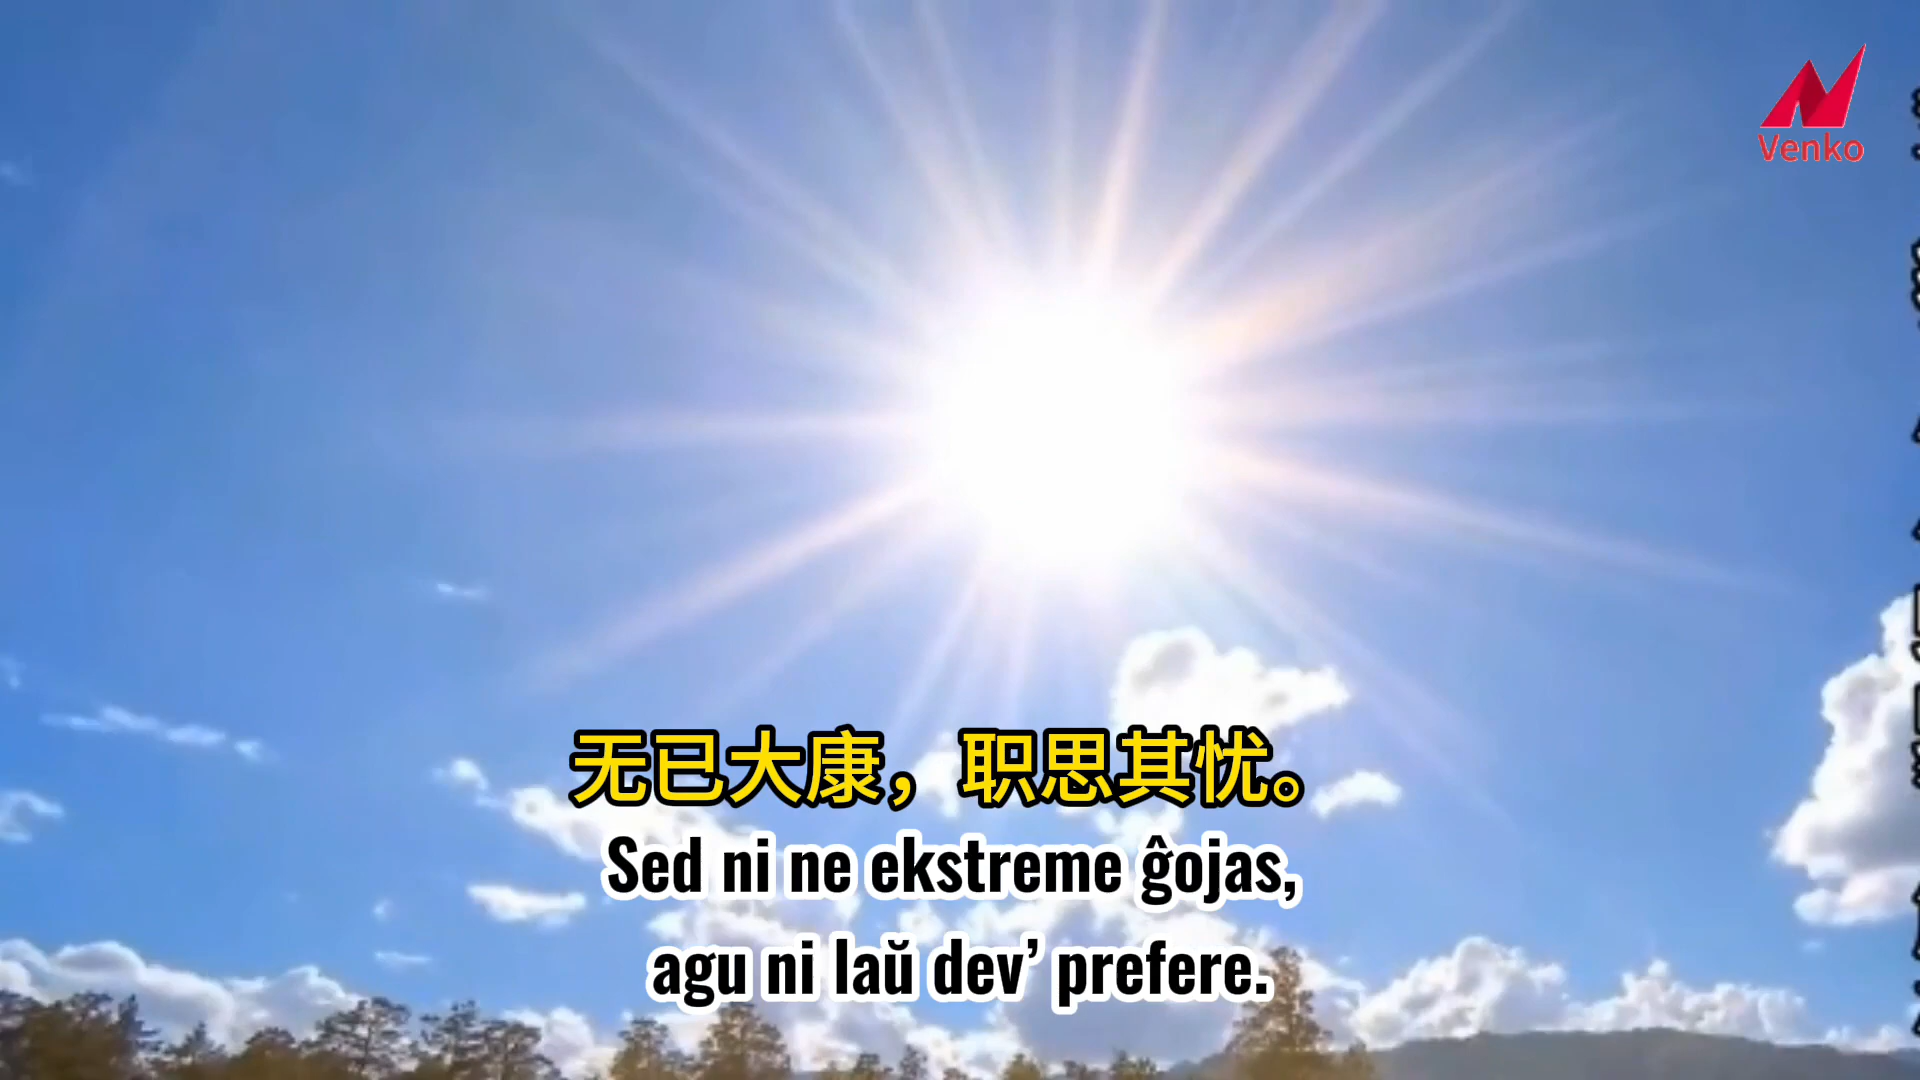 Venko
无已大康，职思其忧。
Sed ni ne ekstreme ĝojas,
agu ni laŭ dev’ prefere.